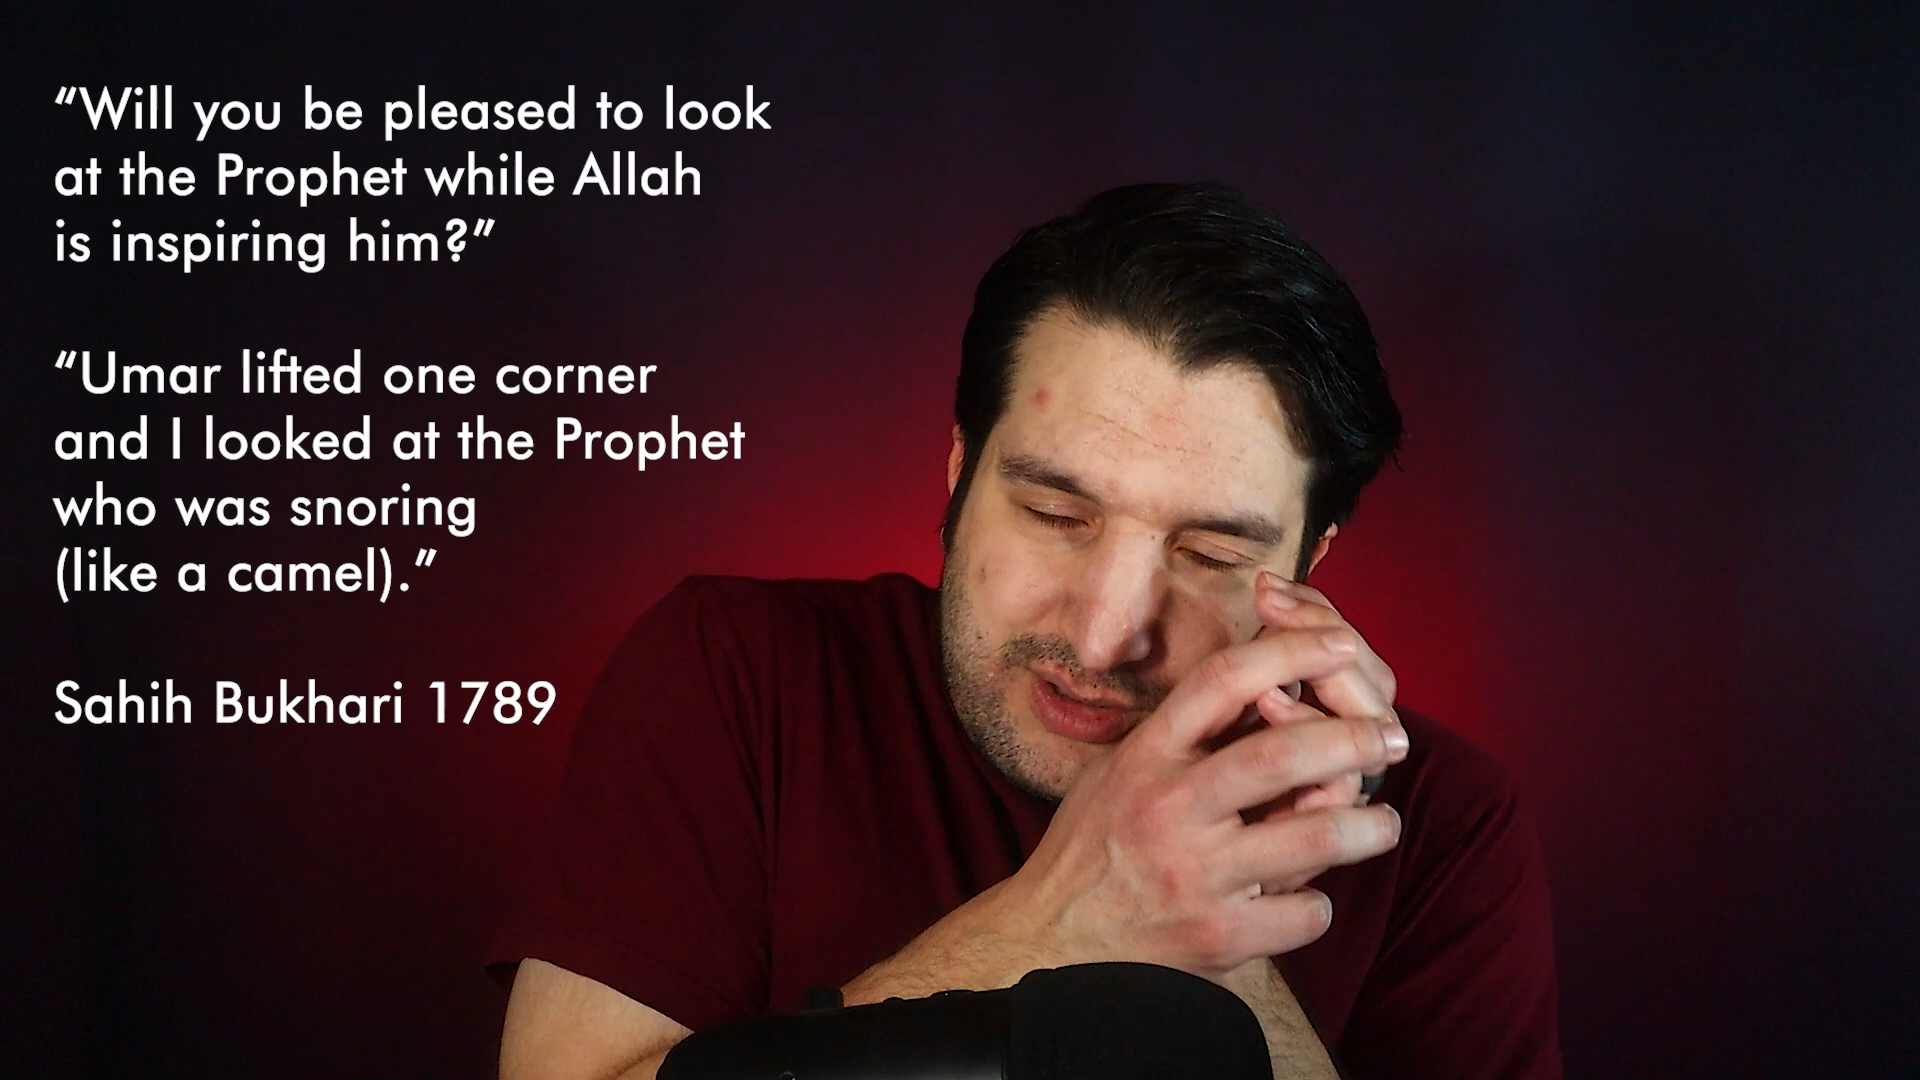 “Will you be pleased to look
at the Prophet while Allah
is inspiring him?”
“Umar lifted one corner
and I looked at the Prophet
who was snoring
(like a camel).”
Sahih Bukhari 1789